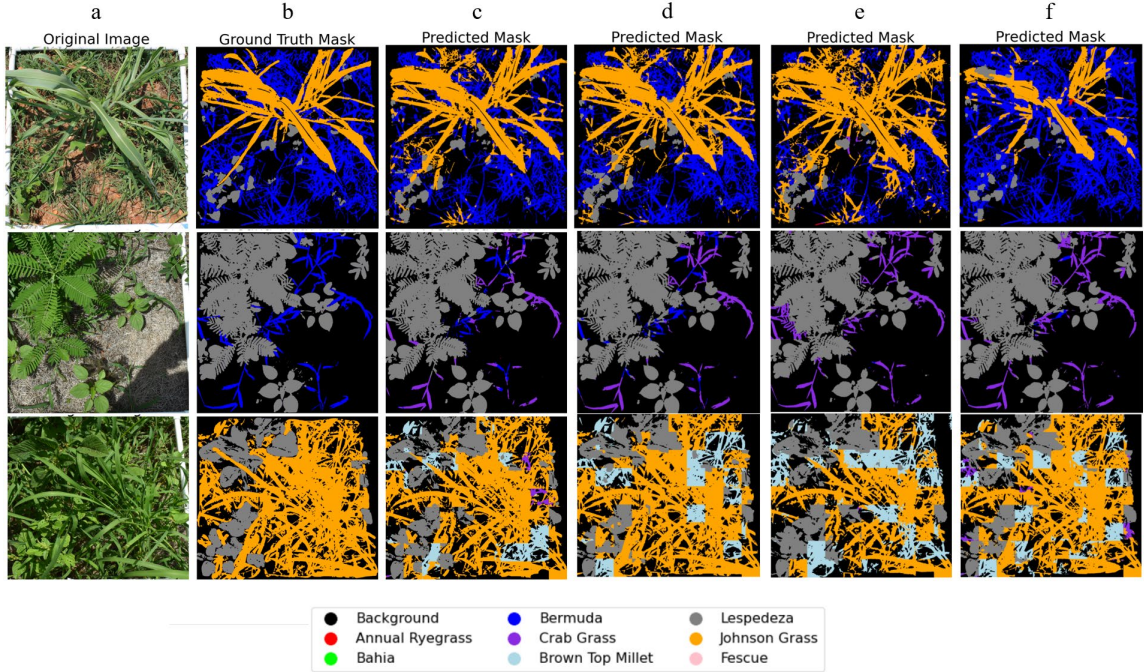 a b c d e f
Original Image Ground Truth Mask Predicted Mask Predicted Mask Predicted Mask Predicted Mask
Background Bermuda Lespedeza
Annual Ryegrass Crab Grass Johnson Grass
Bahia Brown Top Millet Fescue